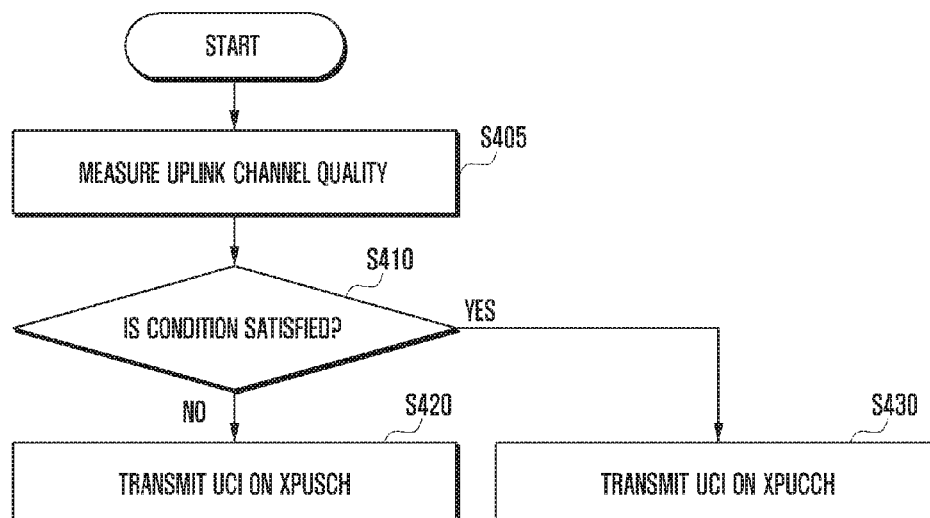 START
S405
MEASURE UPLINK CHANNEL QUALITY
S410
IS CONDITION SATISFIED?
YES
NO
S420
S430
TRANSMIT UCI ON XPUSCH
TRANSMIT UCI ON XPUCCH